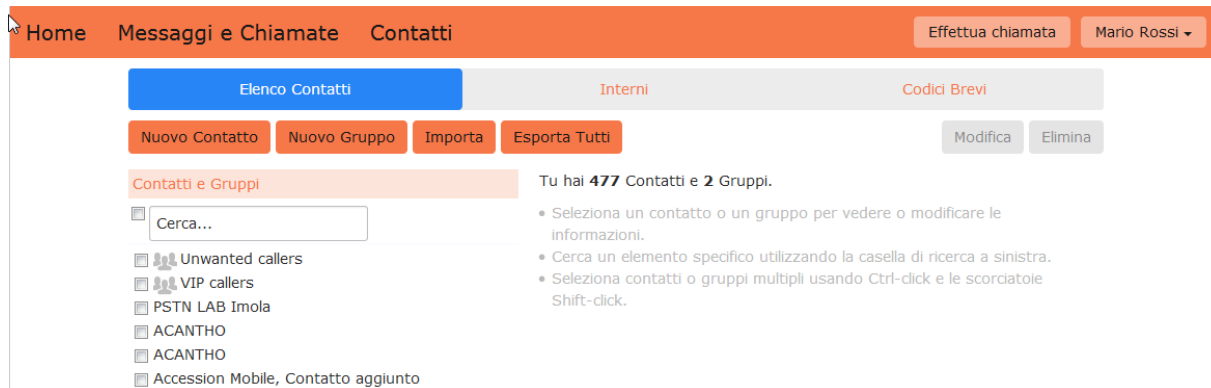 Home Messaggi e Chiamate Contatti Effettua chiamata Mario Rossi
Elenco Contatti Interni Codici Brevi
Nuovo Contatto Nuovo Gruppo Importa Esporta Tutti Modifica Elimina
Contatti e Gruppi
Cerca...
Unwanted callers
VIP callers
PSTN LAB Imola
ACANTHO
ACANTHO
Accession Mobile, Contatto aggiunto
Tu hai 477 Contatti e 2 Gruppi.
• Seleziona un contatto o un gruppo per vedere o modificare le
informazioni.
• Cerca un elemento specifico utilizzando la casella di ricerca a sinistra.
• Seleziona contatti o gruppi multipli usando Ctrl-click e le scorciatoie
Shift-click.